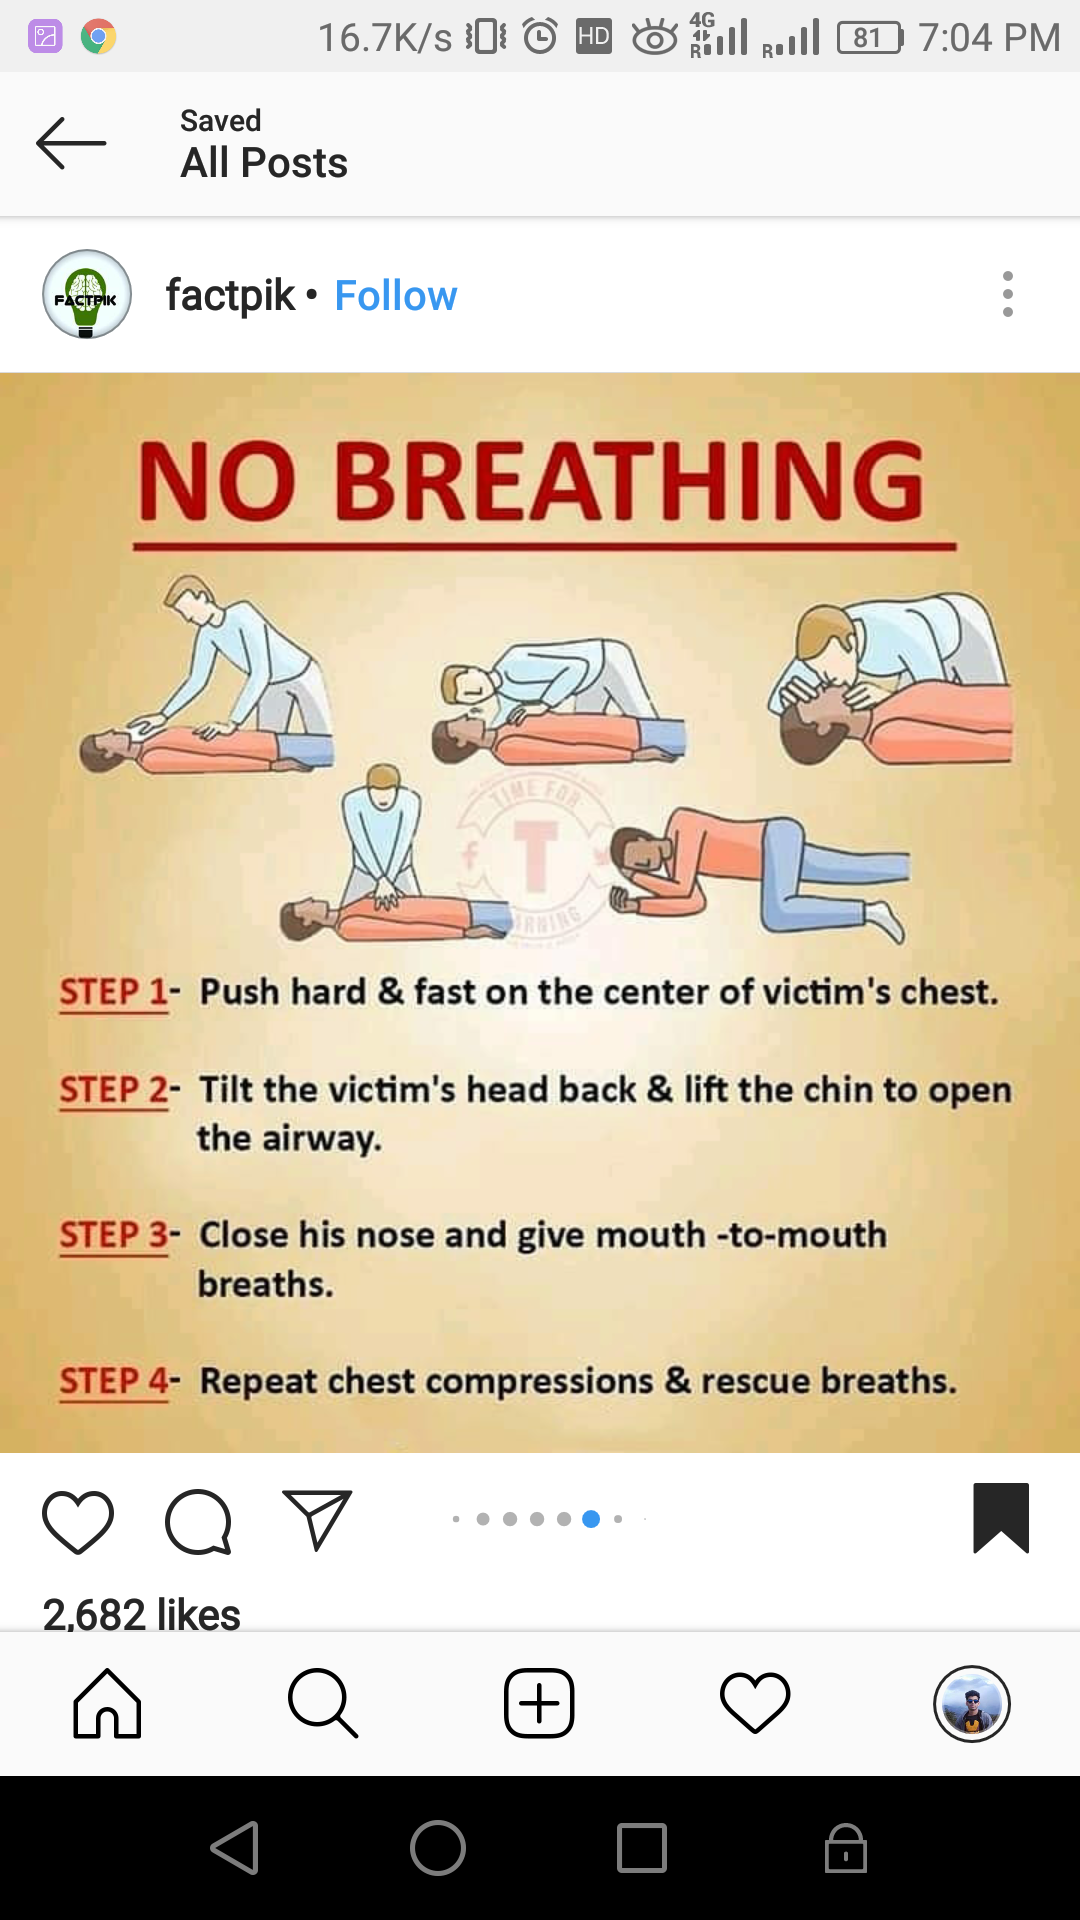 16.7K/s HD 4G R R 81 7:04 PM
Saved
All Posts
FACTPIK
factpik • Follow
NO BREATHING
TIME FOR
T
ARNING
STEP 1- Push hard & fast on the center of victim's chest.
STEP 2- Tilt the victim's head back & lift the chin to open
the airway.
STEP 3- Close his nose and give mouth -to-mouth
breaths.
STEP 4- Repeat chest compressions & rescue breaths.
2,682 likes